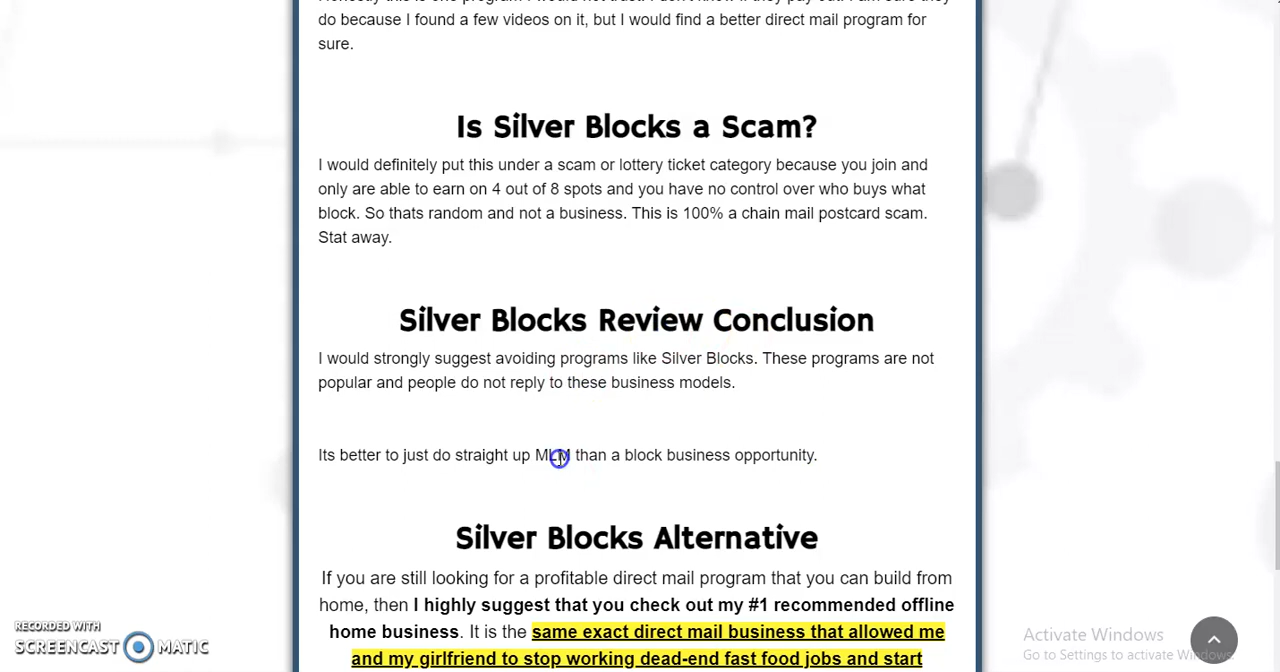 do because I found a few videos on it, but I would find a better direct mail program for
sure.
Is Silver Blocks a Scam?
I would definitely put this under a scam or lottery ticket category because you join and
only are able to earn on 4 out of 8 spots and you have no control over who buys what
block. So thats random and not a business. This is 100% a chain mail postcard scam.
Stat away.
Silver Blocks Review Conclusion
I would strongly suggest avoiding programs like Silver Blocks. These programs are not
popular and people do not reply to these business models.
Its better to just do straight up MLM than a block business opportunity.
Silver Blocks Alternative
If you are still looking for a profitable direct mail program that you can build from
home, then I highly suggest that you check out my #1 recommended offline
home business. It is the same exact direct mail business that allowed me
and my girlfriend to stop working dead-end fast food jobs and start
RECORDED WITH
SCREENCAST MATIC
Activate Windows
Go to Settings to activate Windows.